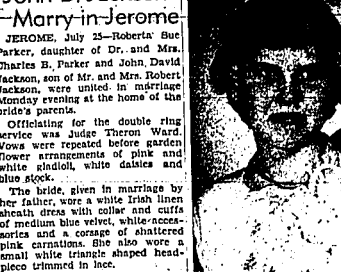 Marry in Jerome
JEROME, July 25—Roberta Sue
Parker, daughter of Dr. and Mrs.
Charles B. Parker and John David
Jackson, son of Mr. and Mrs. Robert
Jackson, were united in marriage
Monday evening at the home of the
bride's parents.
Officiating for the double ring
service was Judge Theron Ward.
Vows were repeated before garden
flower arrangements of pink and
white gladioli, white daisies and
blue stock.
The bride, given in marriage by
her father, wore a white Irish linen
sheath dress with collar and cuffs
of medium blue velvet, white acces-
sories and a corsage of shattered
pink carnations. She also wore a
small white triangle shaped head-
piece trimmed in lace.